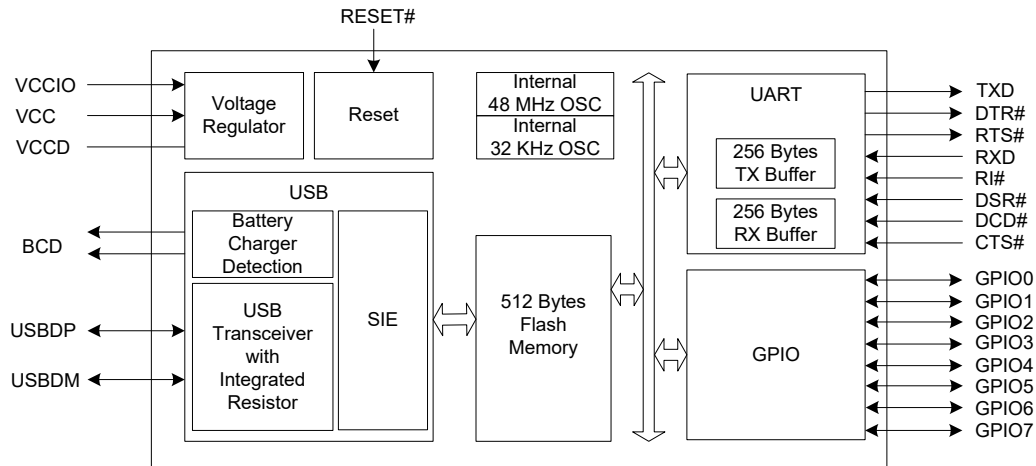 RESET#
VCCIO
VCC
VCCD
Voltage
Regulator
Reset
Internal
48 MHz OSC
Internal
32 KHz OSC
USB
BCD
Battery
Charger
Detection
USBDP
USBDM
USB
Transceiver
with
Integrated
Resistor
SIE
512 Bytes
Flash
Memory
UART
256 Bytes
TX Buffer
256 Bytes
RX Buffer
TXD
DTR#
RTS#
RXD
RI#
DSR#
DCD#
CTS#
GPIO
GPIO0
GPIO1
GPIO2
GPIO3
GPIO4
GPIO5
GPIO6
GPIO7